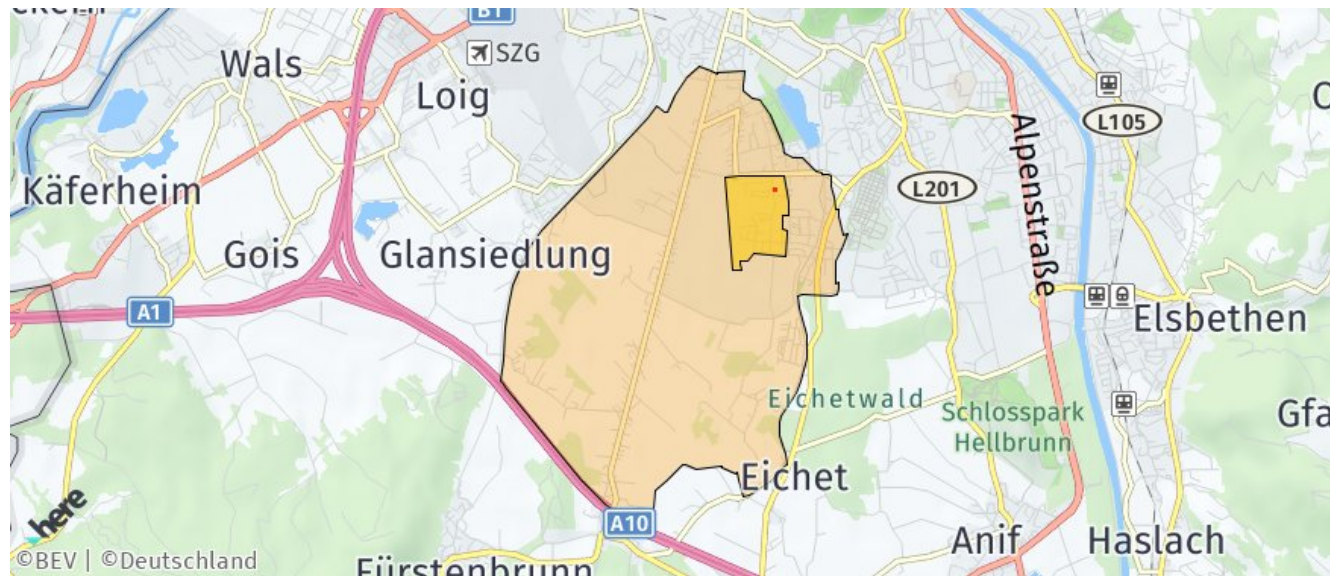 B1
Wals
SZG
Loig
L105
Käferheim
L201
Alpenstraße
Gois
Glansiedlung
A1
Elsbethen
Eichetwald
Schlosspark
Hellbrunn
Eichet
A10
Anif
Haslach
here
©BEV | ©Deutschland
Fürstenbrunn